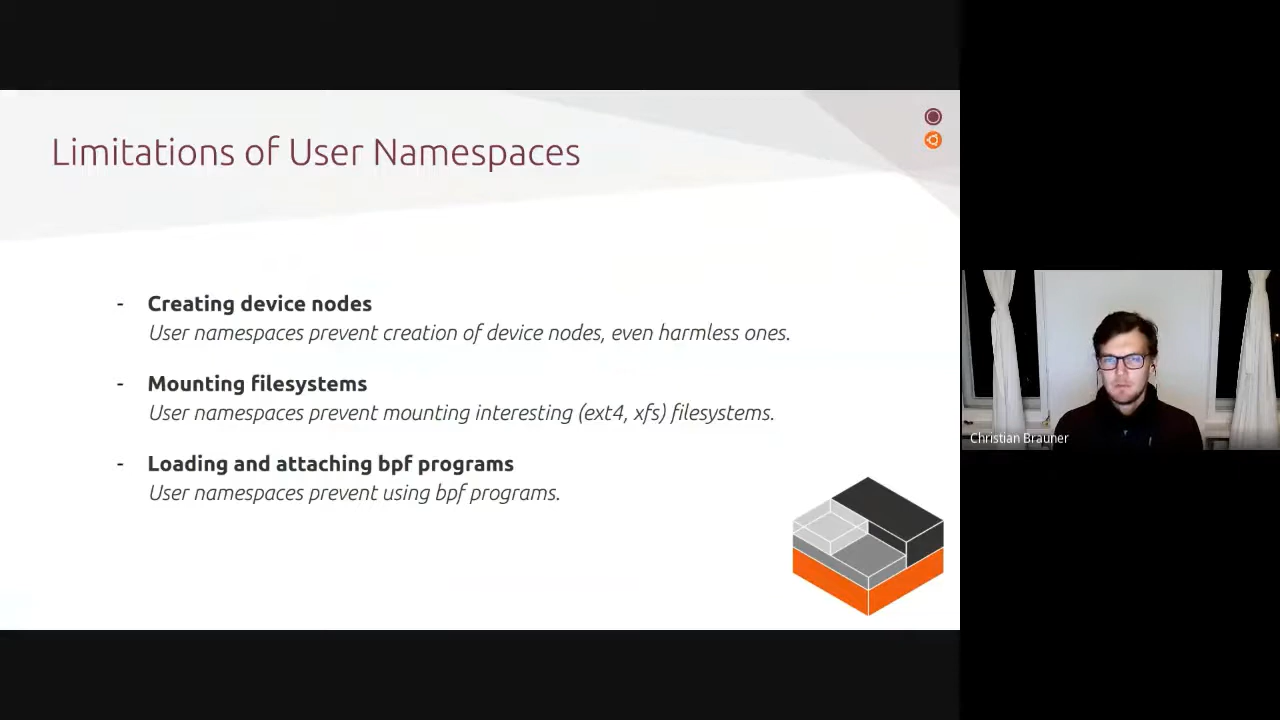 Limitations of User Namespaces
- Creating device nodes
User namespaces prevent creation of device nodes, even harmless ones.
- Mounting filesystems
User namespaces prevent mounting interesting (ext4, xfs) filesystems.
- Loading and attaching bpf programs
User namespaces prevent using bpf programs.
Christian Brauner